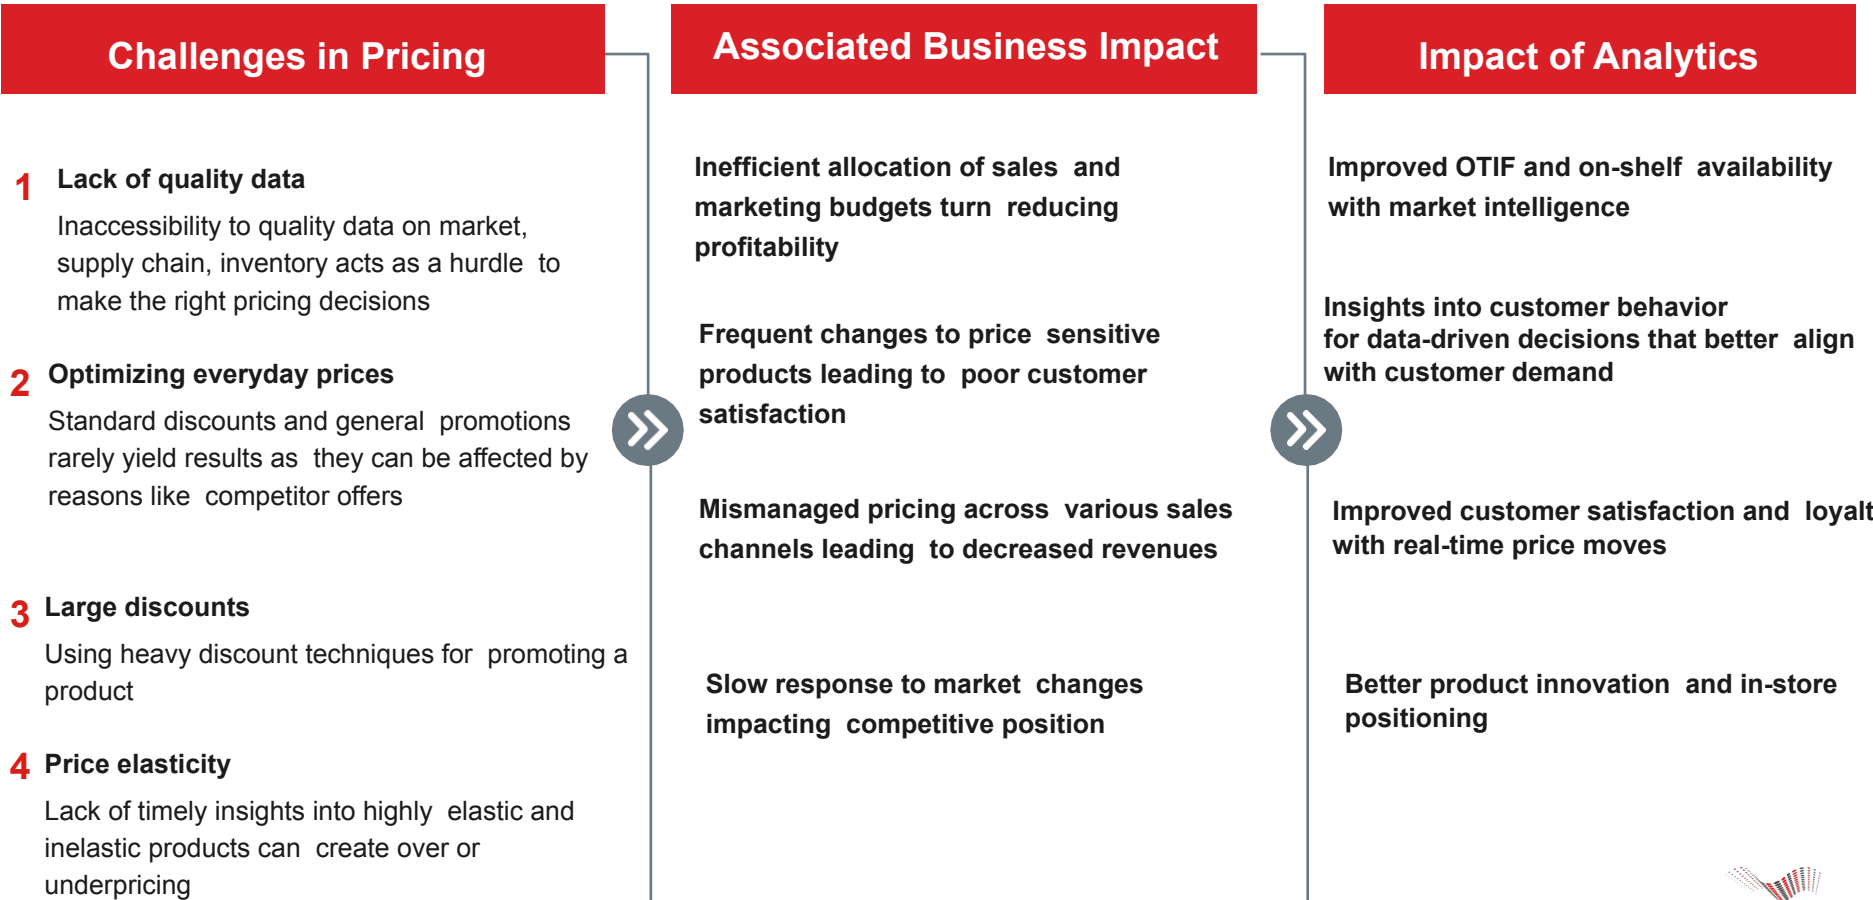 Challenges in Pricing
1 Lack of quality data
Inaccessibility to quality data on market,
supply chain, inventory acts as a hurdle to
make the right pricing decisions
2 Optimizing everyday prices
Standard discounts and general promotions
rarely yield results as they can be affected by
reasons like competitor offers
3 Large discounts
Using heavy discount techniques for promoting a
product
4 Price elasticity
Lack of timely insights into highly elastic and
inelastic products can create over or
underpricing
Associated Business Impact
Inefficient allocation of sales and
marketing budgets turn reducing
profitability
Frequent changes to price sensitive
products leading to poor customer
satisfaction
Mismanaged pricing across various sales
channels leading to decreased revenues
Slow response to market changes
impacting competitive position
Impact of Analytics
Improved OTIF and on-shelf availability
with market intelligence
Insights into customer behavior
for data-driven decisions that better align
with customer demand
Improved customer satisfaction and loyalt
with real-time price moves
Better product innovation and in-store
positioning